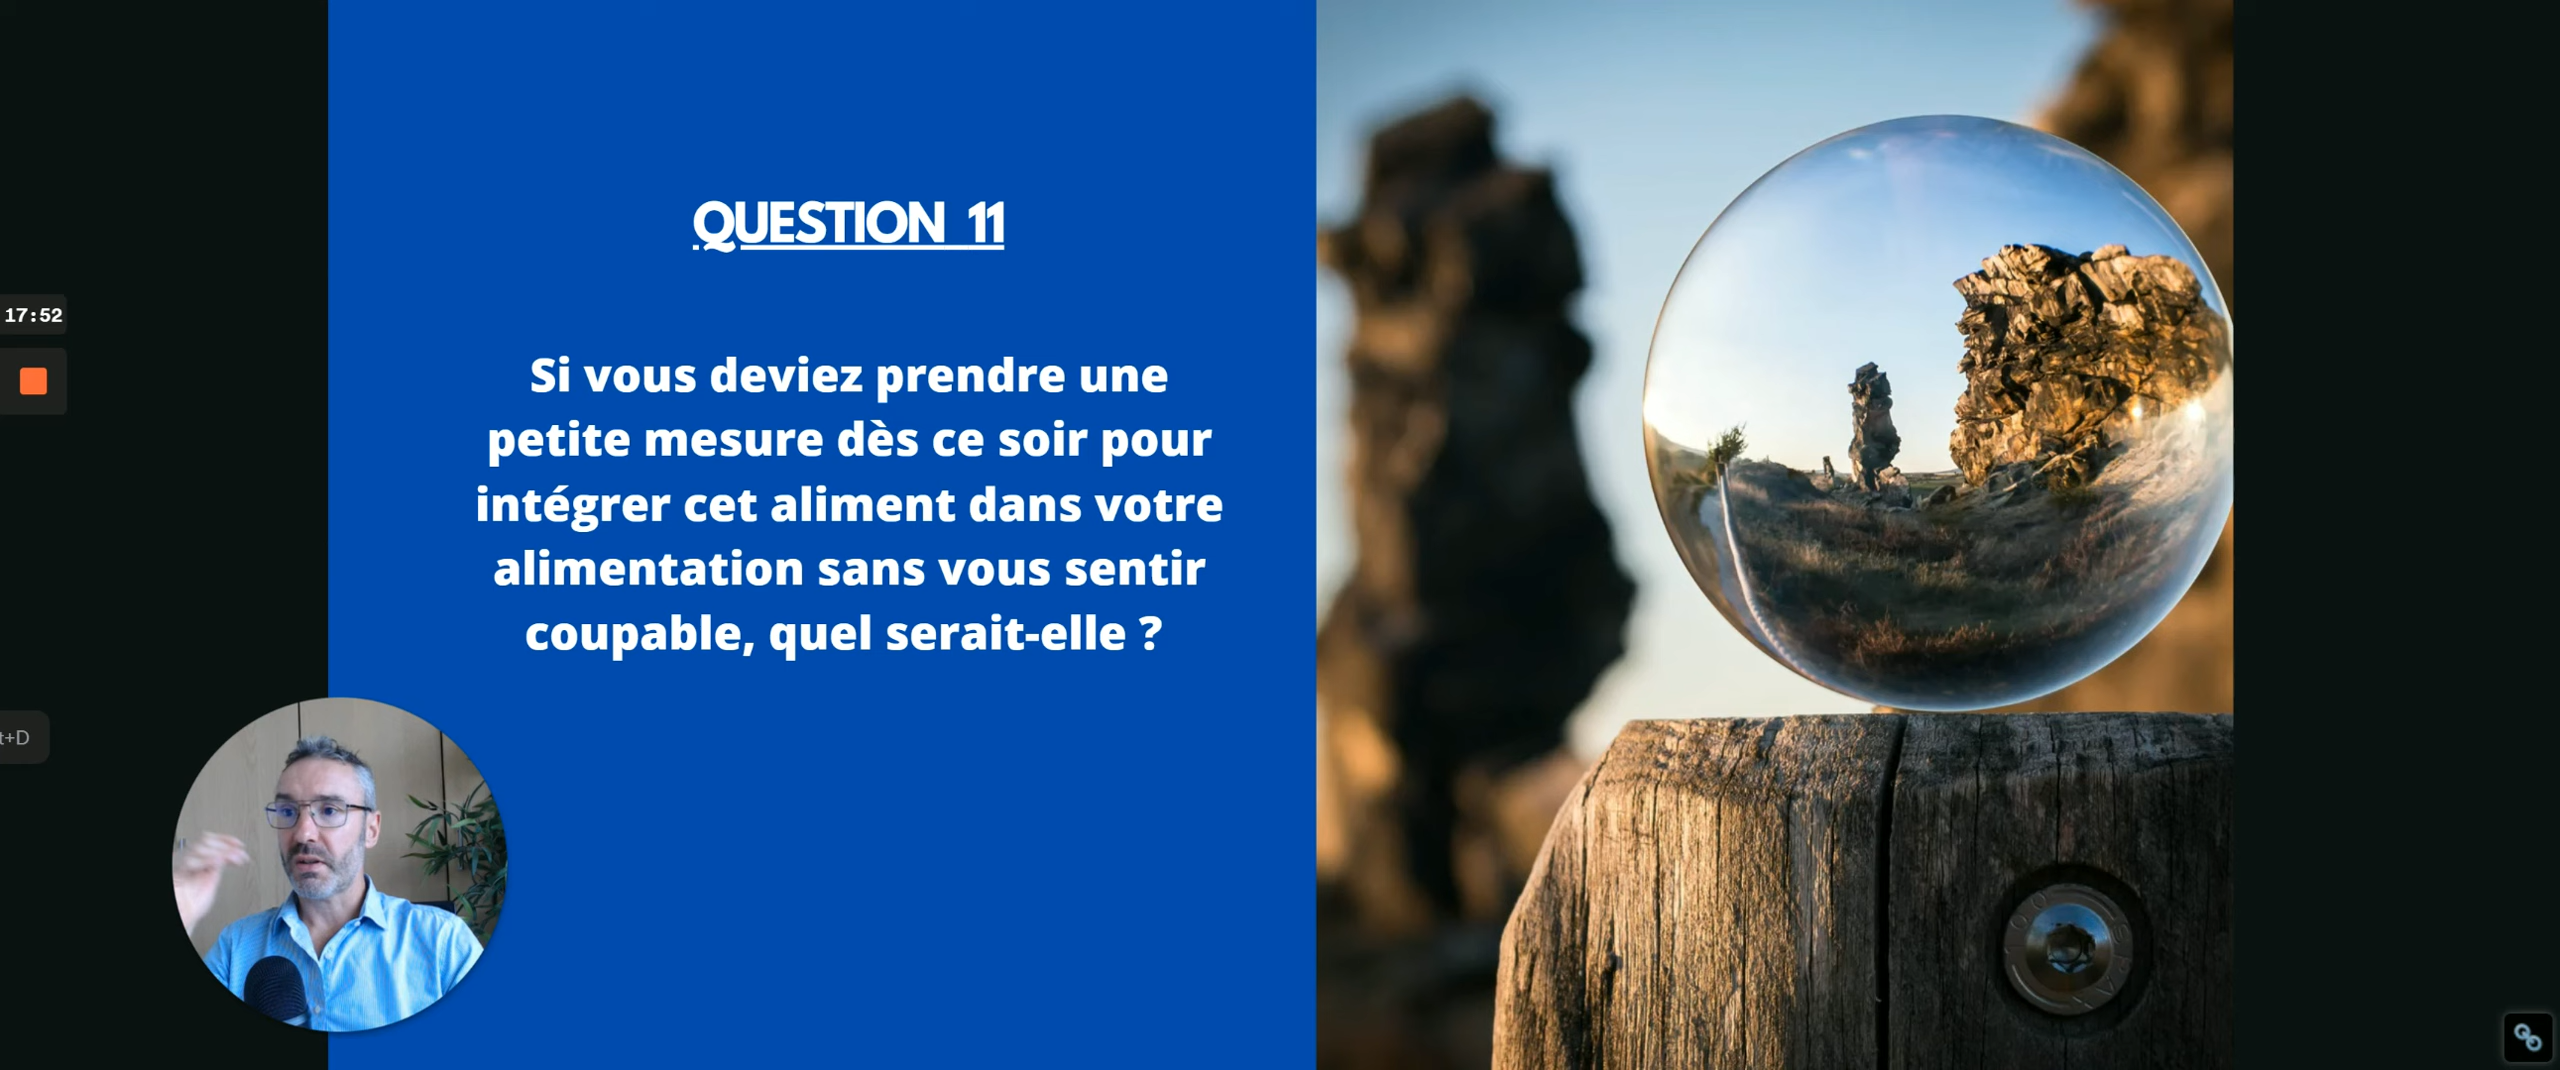 QUESTION 11
17:52
Si vous deviez prendre une
petite mesure dès ce soir pour
intégrer cet aliment dans votre
alimentation sans vous sentir
coupable, quel serait-elle ?
t+D